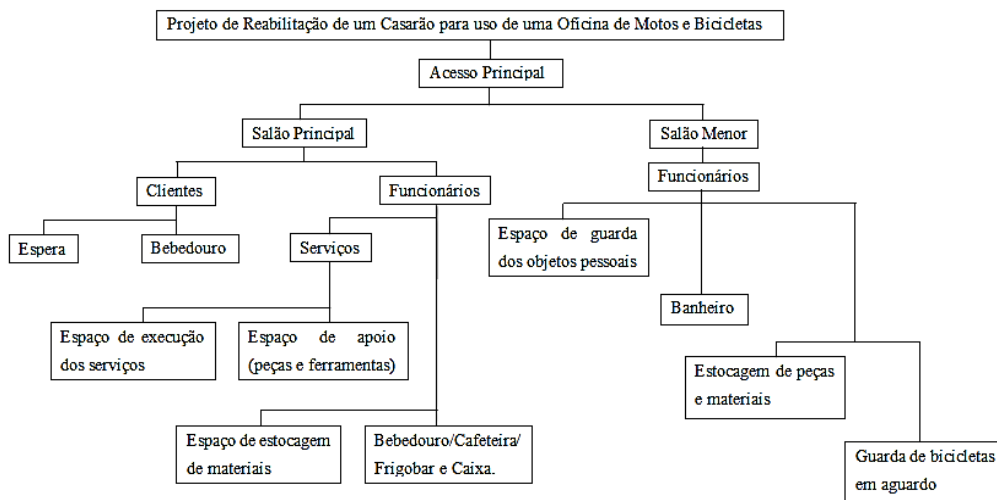 Projeto de Reabilitação de um Casarão para uso de uma Oficina de Motos e Bicicletas
Acesso Principal
Salão Principal
Salão Menor
Clientes
Funcionários
Funcionários
Espera
Bebedouro
Serviços
Espaço de guarda
dos objetos pessoais
Banheiro
Espaço de execução
dos serviços
Espaço de apoio
(peças e ferramentas)
Estocagem de peças
e materiais
Espaço de estocagem
de materiais
Bebedouro/Cafeteira/
Frigobar e Caixa.
Guarda de bicicletas
em aguardo